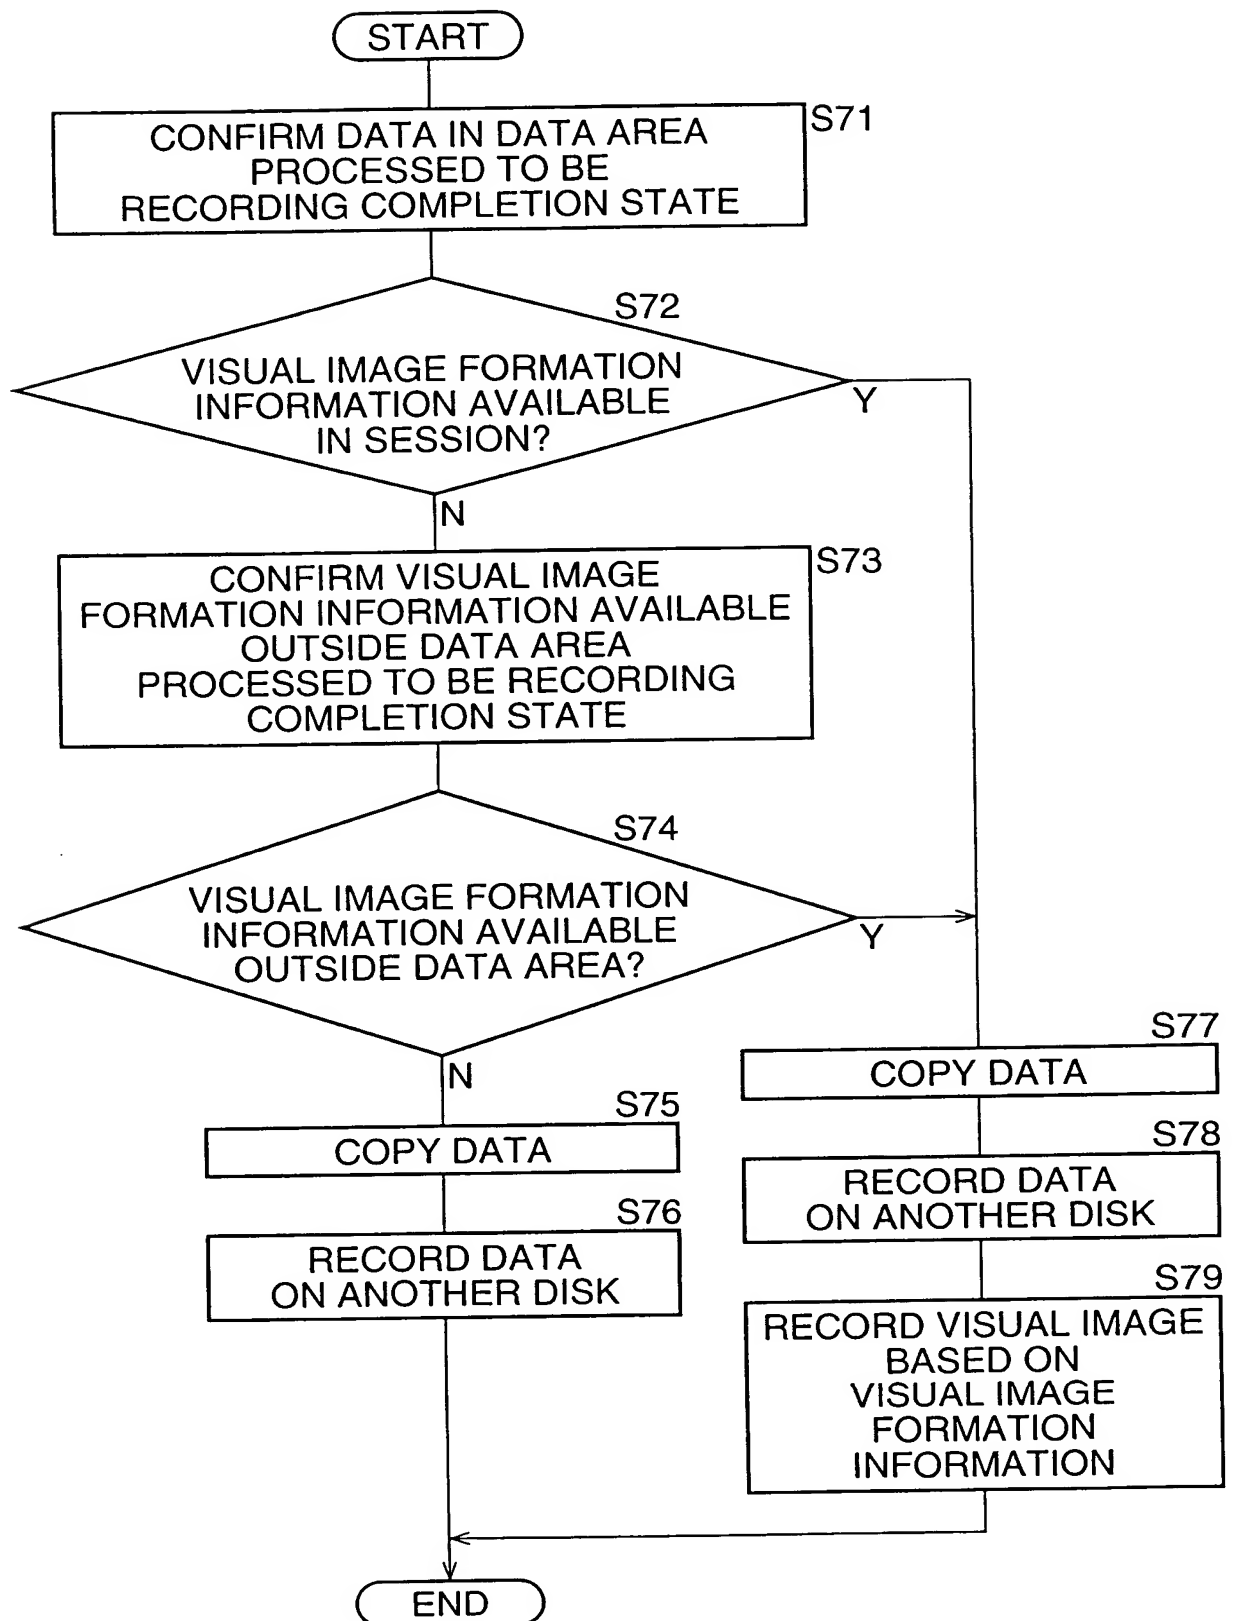 START
S71
CONFIRM DATA IN DATA AREA
PROCESSED TO BE
RECORDING COMPLETION STATE
S72
VISUAL IMAGE FORMATION
INFORMATION AVAILABLE
IN SESSION?
Y
N
S73
CONFIRM VISUAL IMAGE
FORMATION INFORMATION AVAILABLE
OUTSIDE DATA AREA
PROCESSED TO BE RECORDING
COMPLETION STATE
S74
VISUAL IMAGE FORMATION
INFORMATION AVAILABLE
OUTSIDE DATA AREA?
Y
N
S75
COPY DATA
S76
RECORD DATA
ON ANOTHER DISK
S77
COPY DATA
S78
RECORD DATA
ON ANOTHER DISK
S79
RECORD VISUAL IMAGE
BASED ON
VISUAL IMAGE
FORMATION
INFORMATION
END